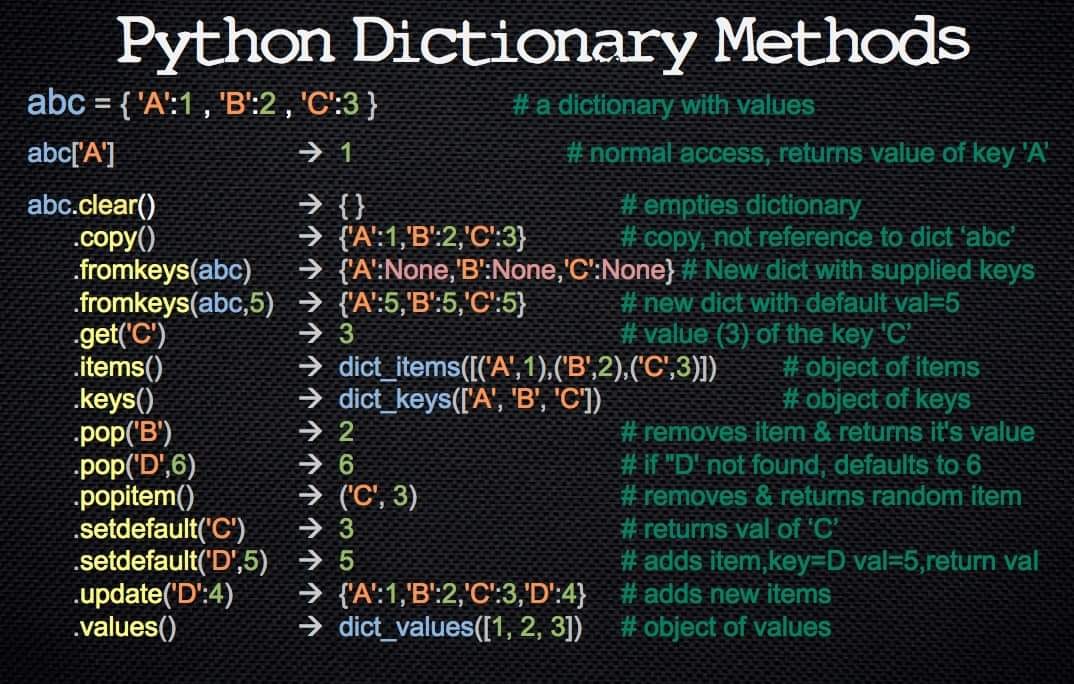 Python Dictionary Methods
abc = { 'A':1 , 'B':2 , 'C':3 } # a dictionary with values
abc['A'] → 1 # normal access, returns value of key 'A'
abc.clear() → { } # empties dictionary
.copy() → {'A':1,'B':2,'C':3} # copy, not reference to dict ‘abc’
.fromkeys(abc) → {'A':None,'B':None,'C':None} # New dict with supplied keys
.fromkeys(abc,5) → {'A':5,'B':5,'C':5} # new dict with default val=5
.get('C') → 3 # value (3) of the key 'C'
.items() → dict_items([('A',1),('B',2),('C',3)]) # object of items
.keys() → dict_keys(['A', 'B', 'C']) # object of keys
.pop('B') → 2 # removes item & returns it's value
.pop('D',6) → 6 # if "D' not found, defaults to 6
.popitem() → ('C', 3) # removes & returns random item
.setdefault('C') → 3 # returns val of ‘C’
.setdefault('D',5) → 5 # adds item,key=D val=5,return val
.update('D':4) → {'A':1,'B':2,'C':3,'D':4} # adds new items
.values() → dict_values([1, 2, 3]) # object of values